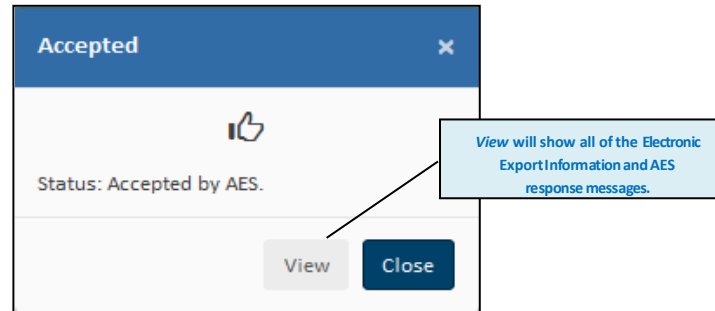 Accepted ×
Status: Accepted by AES.
View will show all of the Electronic
Export Information and AES
response messages.
View Close